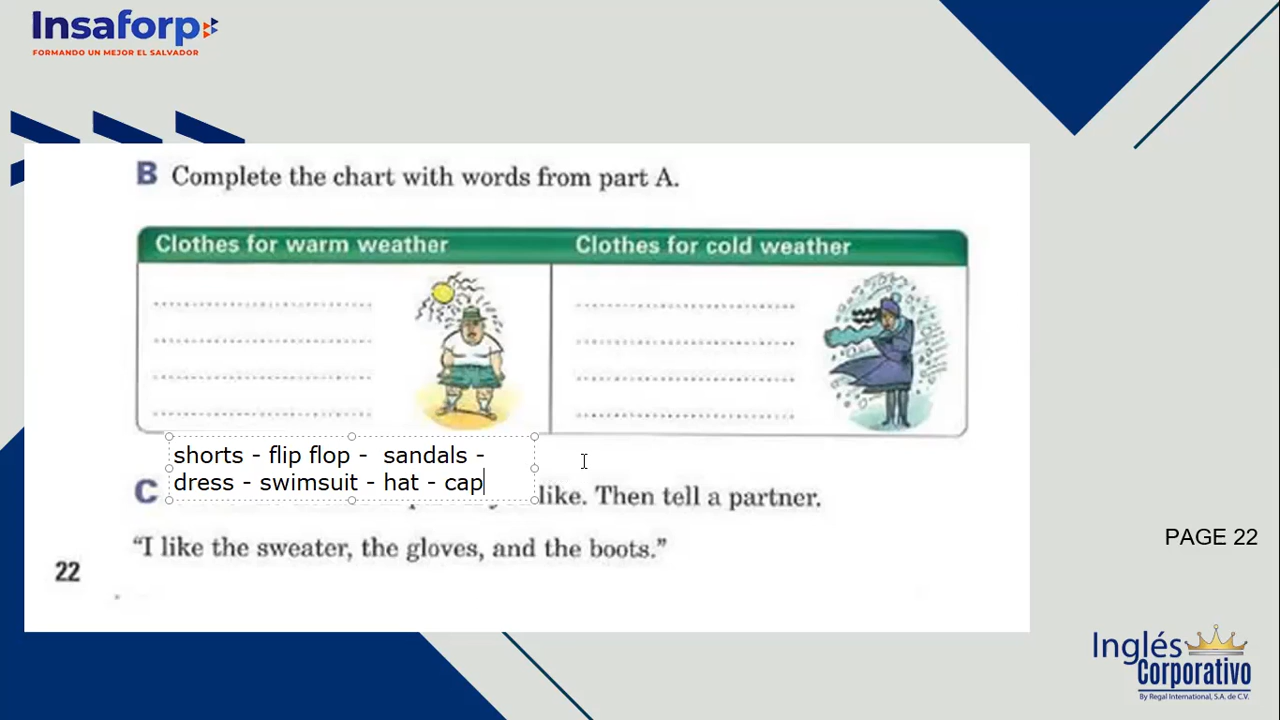 Insaforp
FORMANDO UN MEJOR EL SALVADOR
B Complete the chart with words from part A.
Clothes for warm weather
Clothes for cold weather
shorts - flip flop -  sandals -
dress - swimsuit - hat - cap
C like. Then tell a partner.
"I like the sweater, the gloves, and the boots."
22
PAGE 22
Inglés
Corporativo
By Regal International, S.A. de C.V.